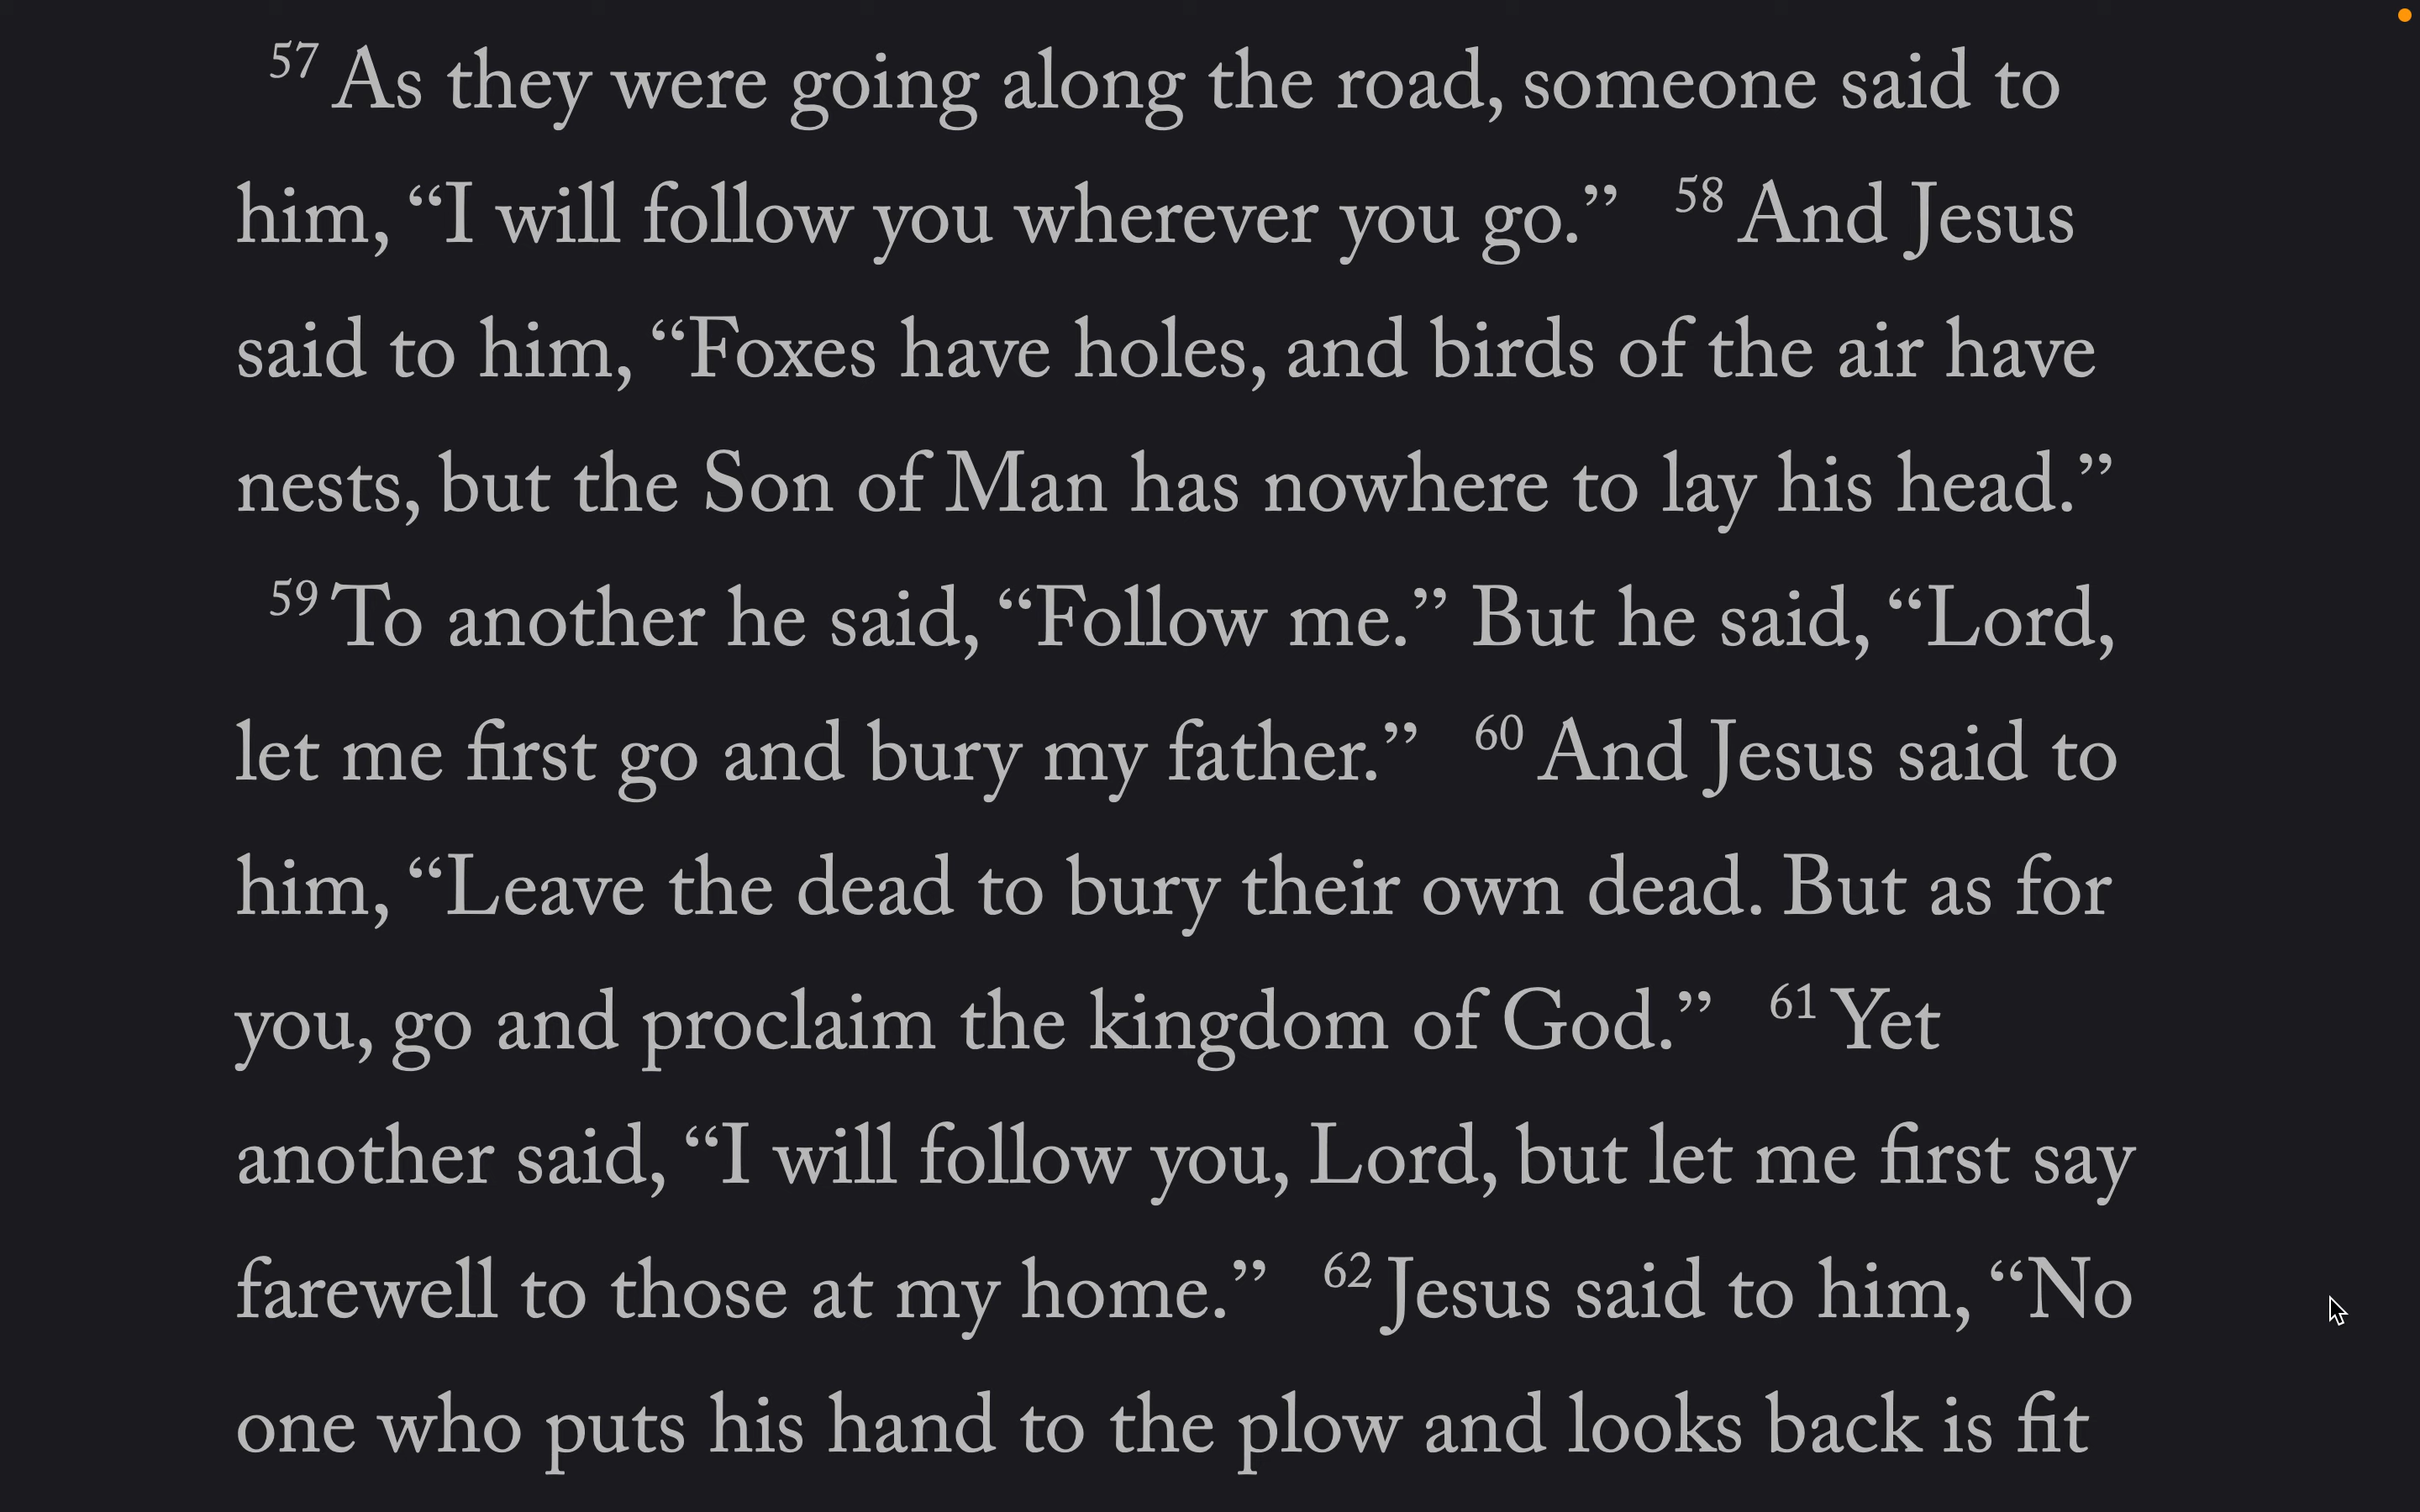 57 As they were going along the road, someone said to
him, “I will follow you wherever you go.” 58 And Jesus
said to him, “Foxes have holes, and birds of the air have
nests, but the Son of Man has nowhere to lay his head.”
59 To another he said, “Follow me.” But he said, “Lord,
let me first go and bury my father.” 60 And Jesus said to
him, “Leave the dead to bury their own dead. But as for
you, go and proclaim the kingdom of God.” 61 Yet
another said, “I will follow you, Lord, but let me first say
farewell to those at my home.” 62 Jesus said to him, “No
one who puts his hand to the plow and looks back is fit